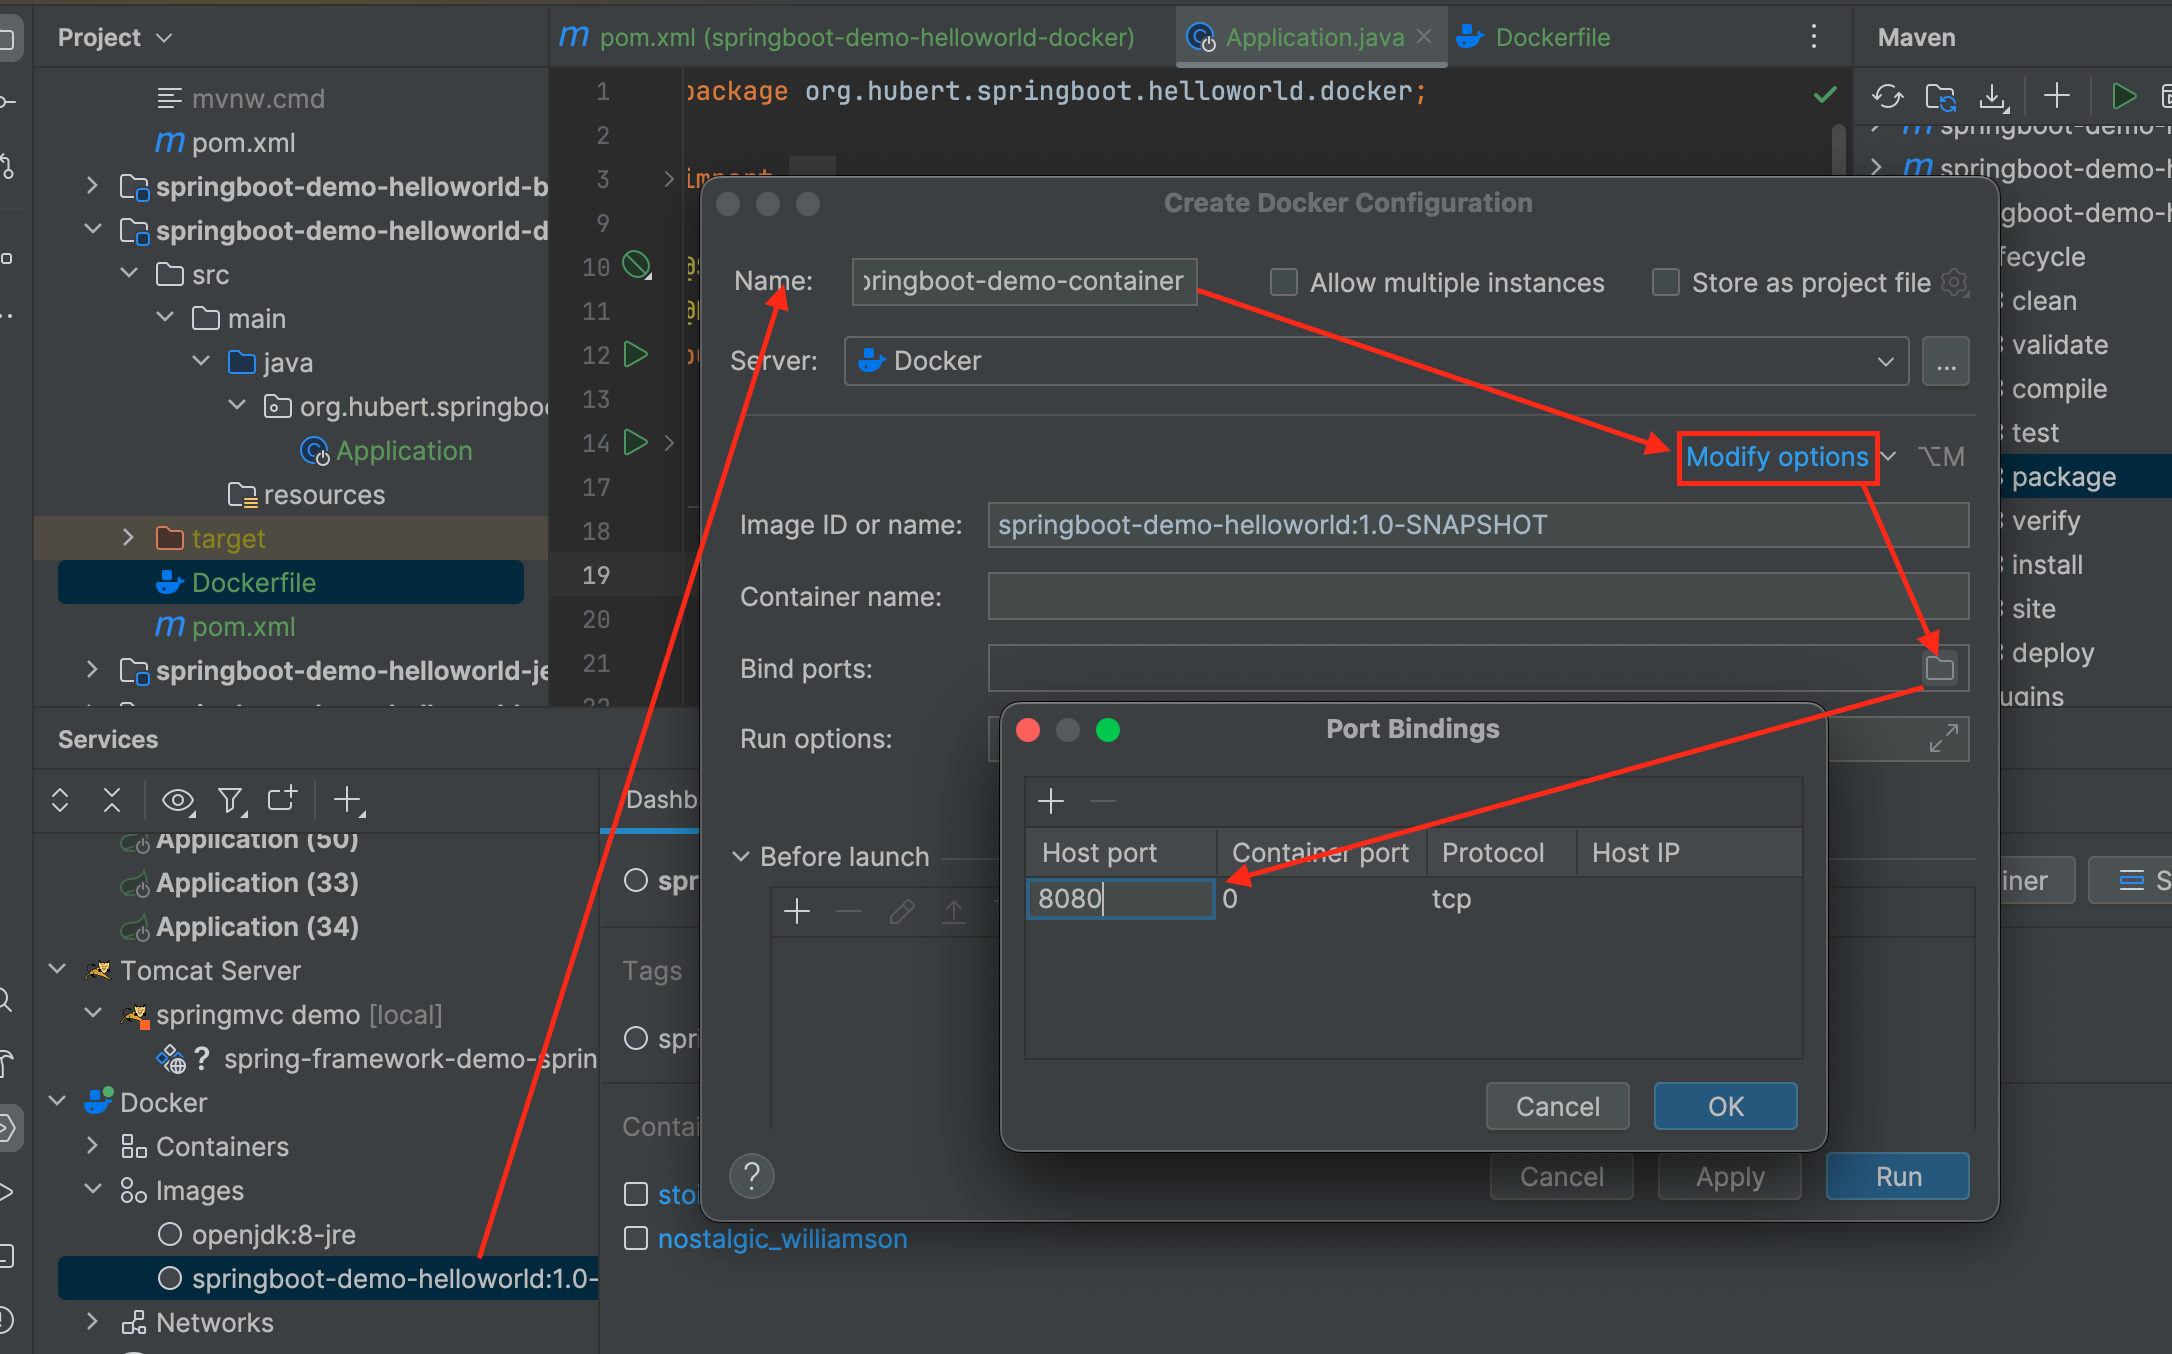 Project
mvnw.cmd
pom.xml
springboot-demo-helloworld-b
springboot-demo-helloworld-d
src
main
java
org.hubert.springboo
Application
resources
target
Dockerfile
pom.xml
springboot-demo-helloworld-je
pom.xml (springboot-demo-helloworld-docker)
Application.java
Dockerfile
1
2
3
9
10
11
12
13
14
17
18
19
20
21
22
package org.hubert.springboot.helloworld.docker;
import
Maven
springboot-demo-h
springboot-demo-h
gboot-demo-h
fecycle
clean
validate
compile
test
package
verify
install
site
deploy
ugins
Create Docker Configuration
Name:
pringboot-demo-container
Allow multiple instances
Store as project file
Server:
Docker
...
Modify options
⌥M
Image ID or name:
springboot-demo-helloworld:1.0-SNAPSHOT
Container name:
Bind ports:
Run options:
Before launch
?
Cancel
Apply
Run
Port Bindings
Host port
Container port
Protocol
Host IP
8080
0
tcp
Cancel
OK
Services
Application (50)
Application (33)
Application (34)
Tomcat Server
springmvc demo [local]
? spring-framework-demo-sprin
Docker
Containers
Images
openjdk:8-jre
springboot-demo-helloworld:1.0-
Networks
Dashb
spr
Tags
spr
Contai
stoi
nostalgic_williamson
iner
S